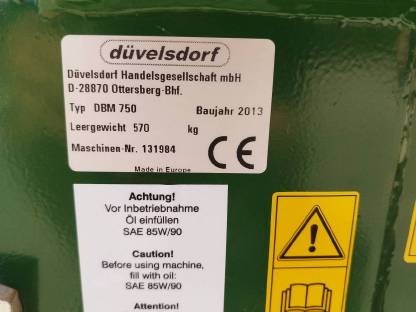 düvelsdorf
Düvelsdorf Handelsgesellschaft mbH
D-28870 Ottersberg-Bhf.
Typ DBM 750 Baujahr 2013
Leergewicht 570 kg
Maschinen-Nr. 131984
CE
Made in Europe
Achtung!
Vor Inbetriebnahme
Öl einfüllen
SAE 85W/90
Caution!
Before using machine,
fill with oil:
SAE 85W/90
Attention!